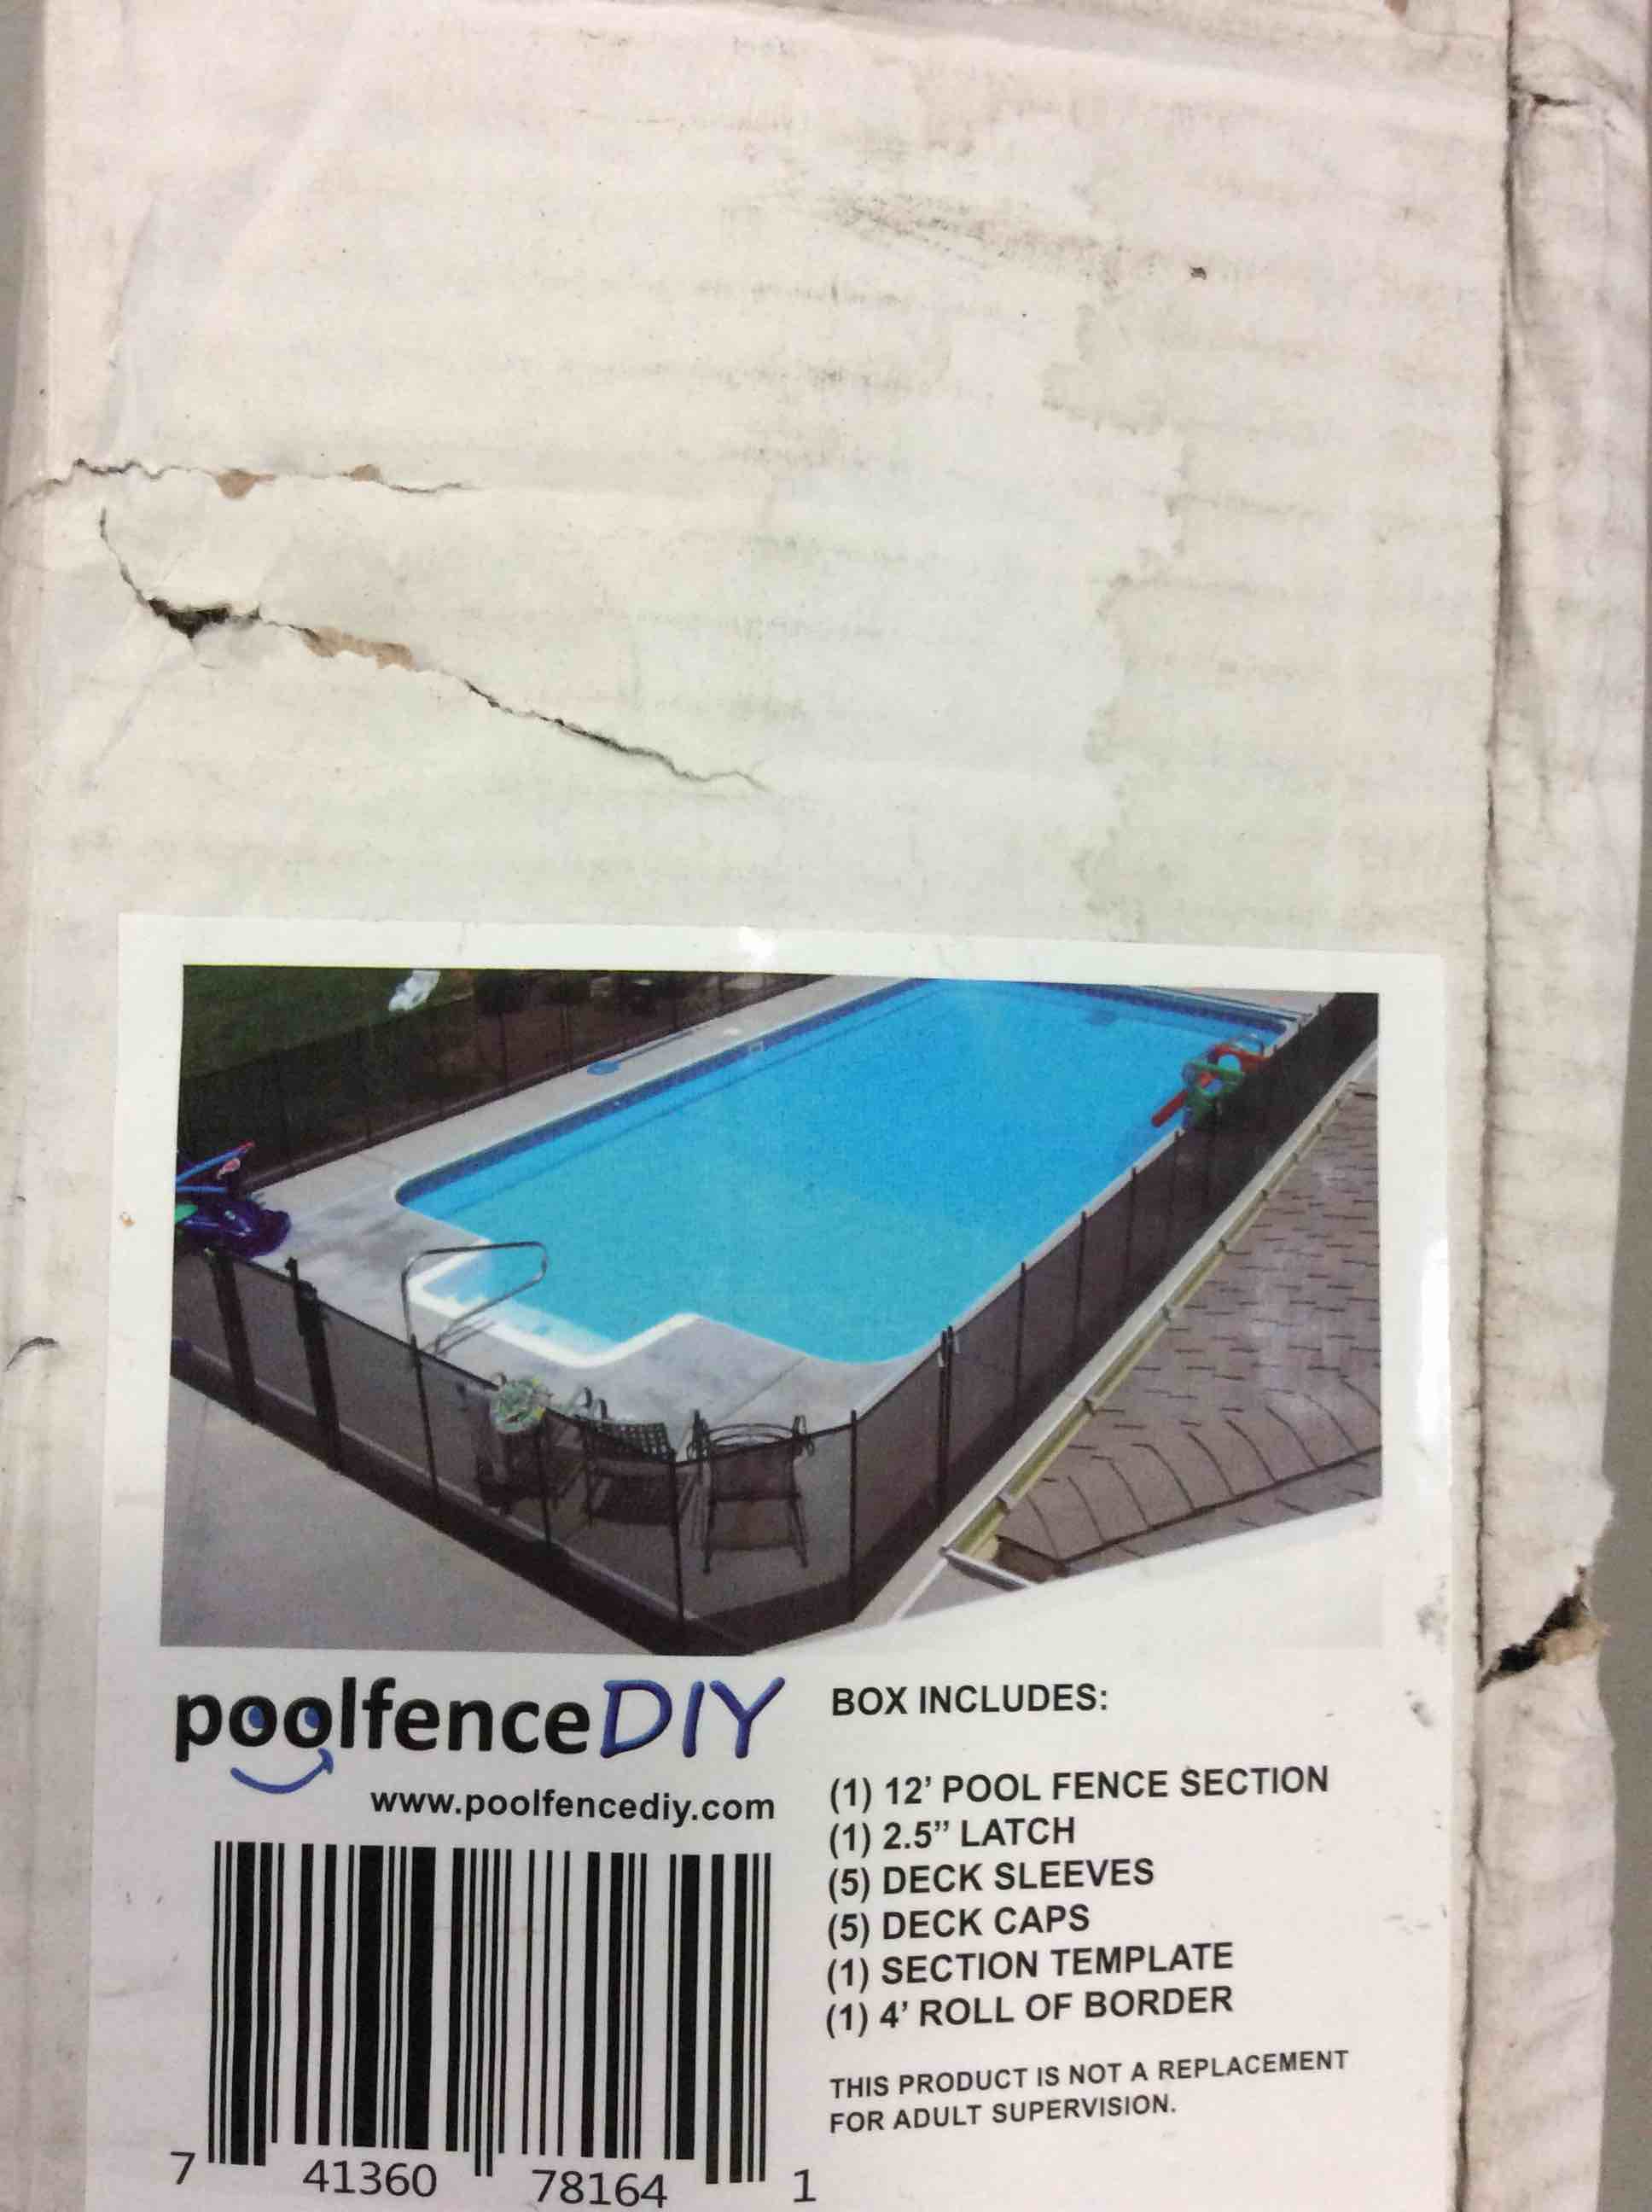 poolfenceDIY
www.poolfencediy.com
BOX INCLUDES:
(1) 12’ POOL FENCE SECTION
(1) 2.5” LATCH
(5) DECK SLEEVES
(5) DECK CAPS
(1) SECTION TEMPLATE
(1) 4’ ROLL OF BORDER
THIS PRODUCT IS NOT A REPLACEMENT
FOR ADULT SUPERVISION.
7 41360 78164 1